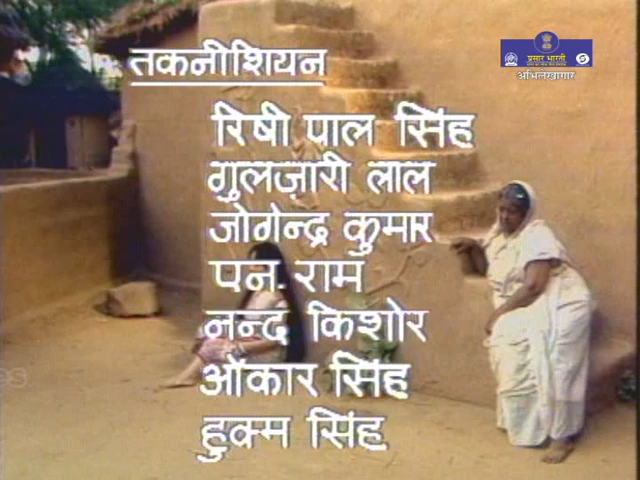 प्रसार भारती
अभिलेखागार
तकनीशियन
रिषी पाल सिंह
गुलज़ारी लाल
जोगेन्द्र कुमार
पन. राम
नन्द किशोर
ओंकार सिंह
हुक्म सिंह